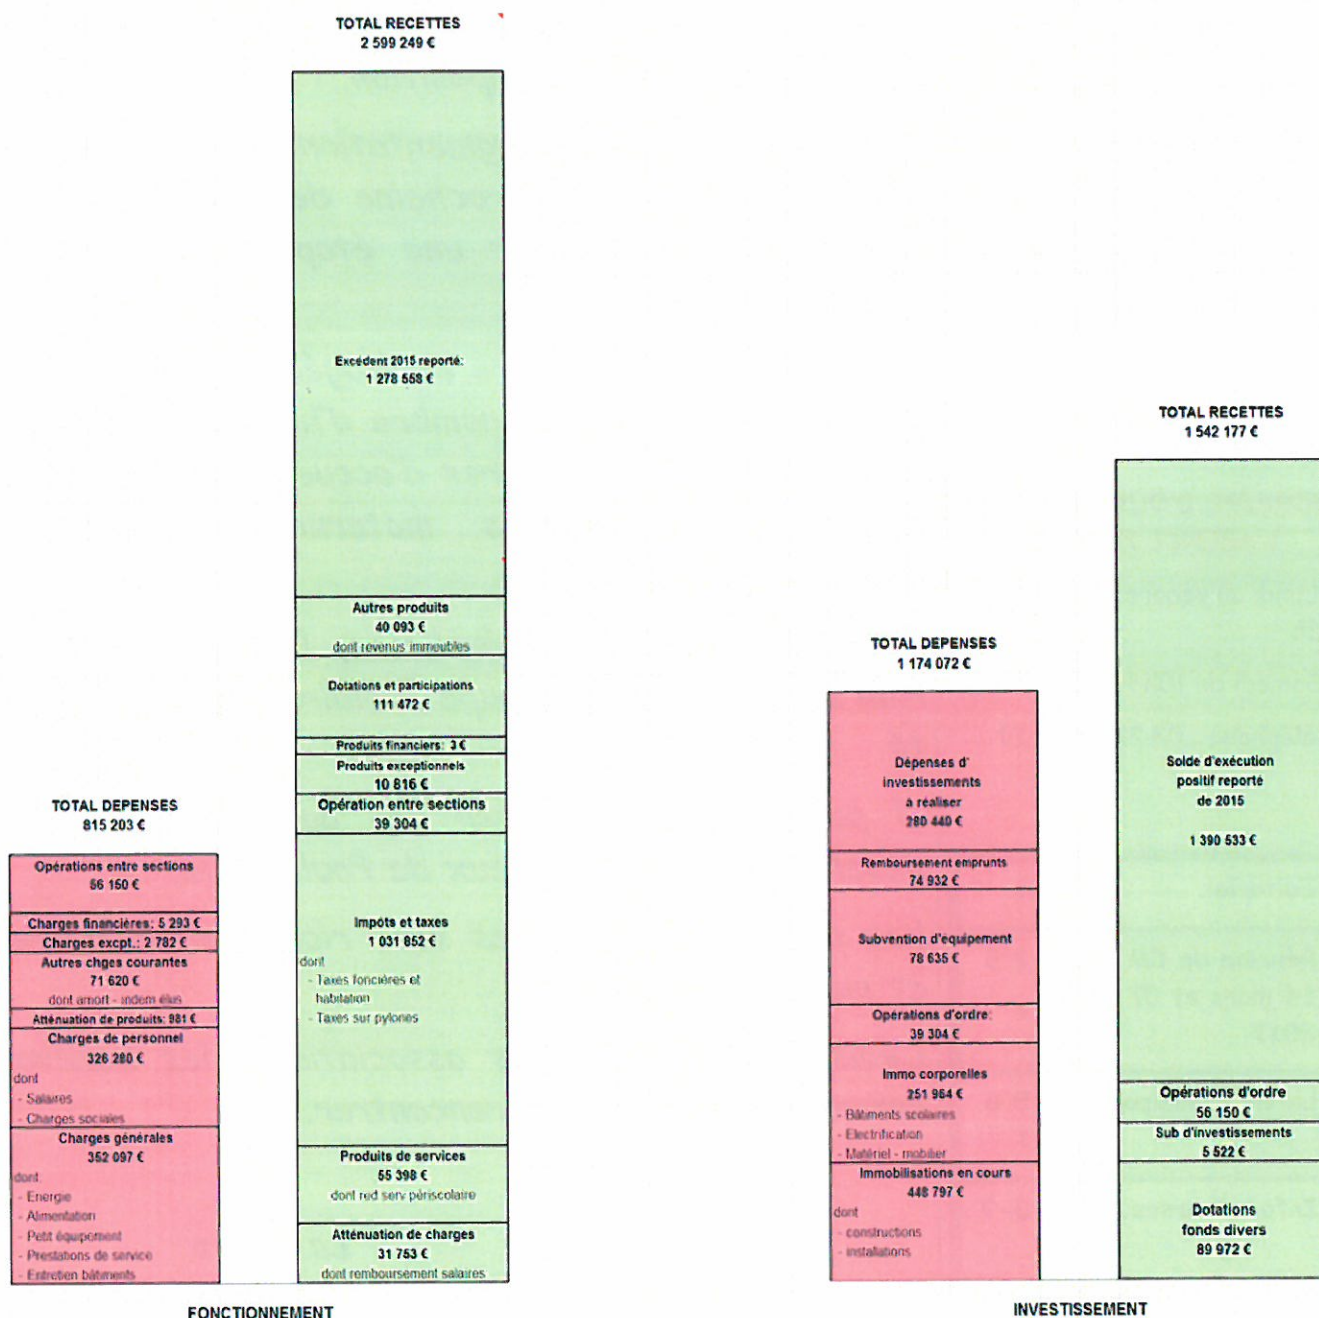 TOTAL RECETTES
2 599 249 €
Excédent 2015 reporté:
1 278 558 €
Autres produits
40 093 €
dont revenus immeubles
Dotations et participations
111 472 €
Produits financiers: 3 €
Produits exceptionnels
10 816 €
Opération entre sections
39 304 €
Impôts et taxes
1 031 852 €
dont
- Taxes foncières et
habitation
- Taxes sur pylones
Produits de services
55 398 €
dont red serv périscolaire
Atténuation de charges
31 753 €
dont remboursement salaires
TOTAL DEPENSES
815 203 €
Opérations entre sections
56 150 €
Charges financières: 5 293 €
Charges excpt.: 2 782 €
Autres chges courantes
71 620 €
dont amort - indem élus
Atténuation de produits: 981 €
Charges de personnel
326 280 €
dont
- Salaires
- Charges sociales
Charges générales
352 097 €
dont:
- Energie
- Alimentation
- Petit équipement
- Prestations de service
- Entretien bâtiments
FONCTIONNEMENT
TOTAL DEPENSES
1 174 072 €
Dépenses d'
investissements
à réaliser
280 440 €
Remboursement emprunts
74 932 €
Subvention d'equipement
78 635 €
Opérations d'ordre:
39 304 €
Immo corporelles
251 964 €
- Bâtiments scolaires
- Electrification
- Matériel - mobilier
Immobilisations en cours
448 797 €
dont
- constructions
- installations
TOTAL RECETTES
1 542 177 €
Solde d'exécution
positif reporté
de 2015
1 390 533 €
Opérations d'ordre
56 150 €
Sub d'investissements
5 522 €
Dotations
fonds divers
89 972 €
INVESTISSEMENT